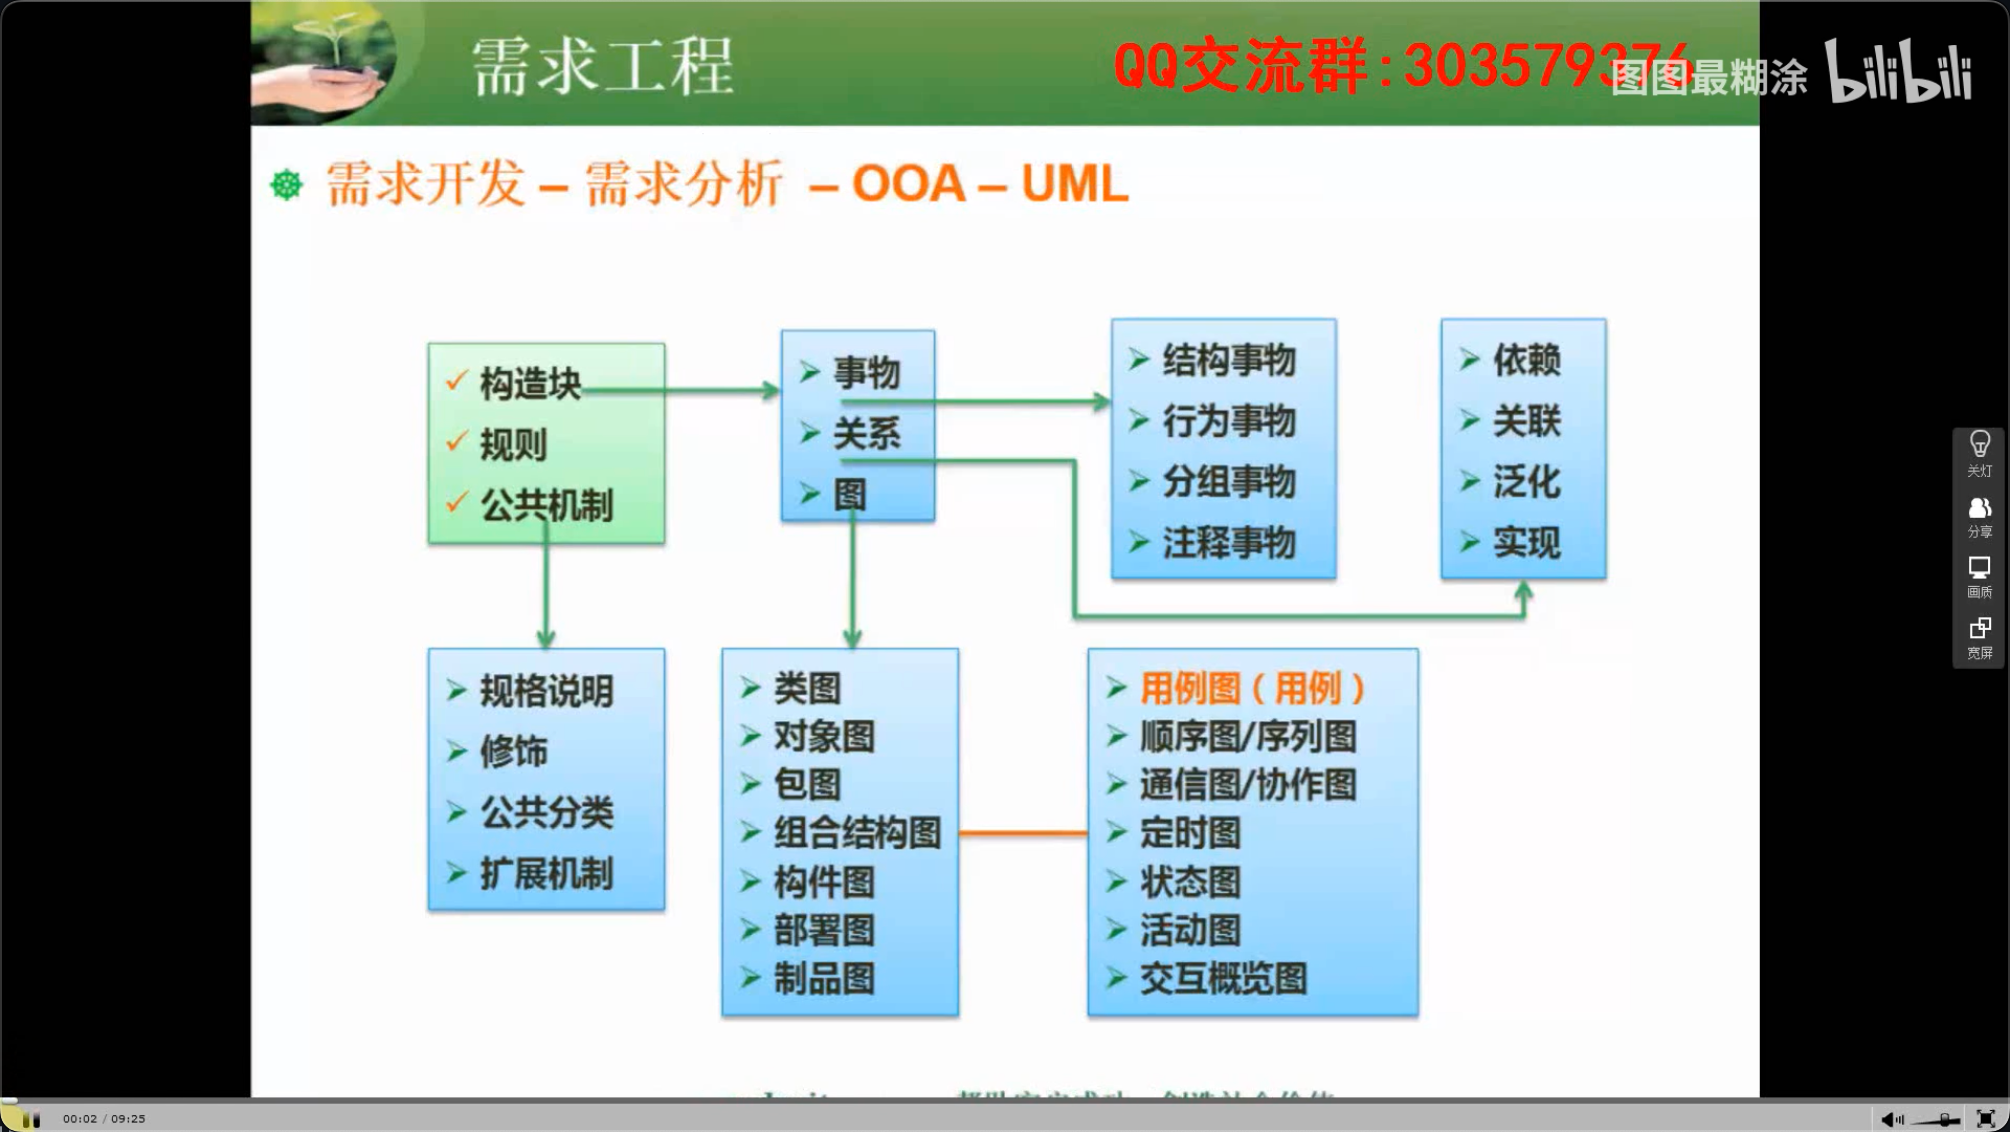 需求工程
QQ交流群:303579376
图图最糊涂 bilibili
需求开发 – 需求分析 – OOA – UML
构造块
规则
公共机制
事物
关系
图
结构事物
行为事物
分组事物
注释事物
依赖
关联
泛化
实现
规格说明
修饰
公共分类
扩展机制
类图
对象图
包图
组合结构图
构件图
部署图
制品图
用例图(用例)
顺序图/序列图
通信图/协作图
定时图
状态图
活动图
交互概览图
关灯
分享
画质
宽屏
00:02 / 09:25